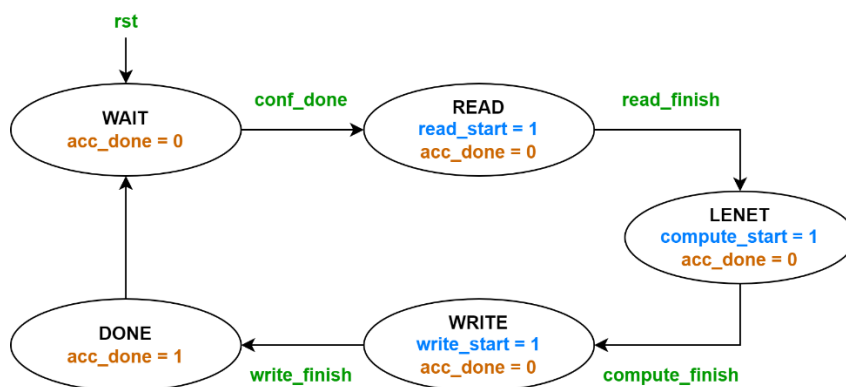 rst
WAIT
acc_done = 0
conf_done
READ
read_start = 1
acc_done = 0
read_finish
LENET
compute_start = 1
acc_done = 0
DONE
acc_done = 1
write_finish
WRITE
write_start = 1
acc_done = 0
compute_finish